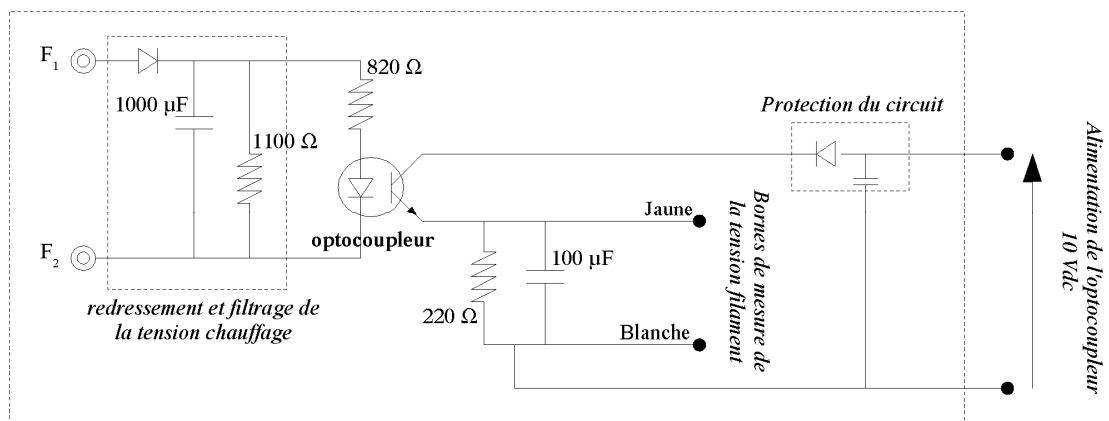 F1
820 Ω
1000 µF
1100 Ω
F2
redressement et filtrage de
la tension chauffage
optocoupleur
Protection du circuit
Jaune
100 µF
220 Ω
Blanche
Bornes de mesure de
la tension filament
Alimentation de l'optocoupleur
10 Vdc